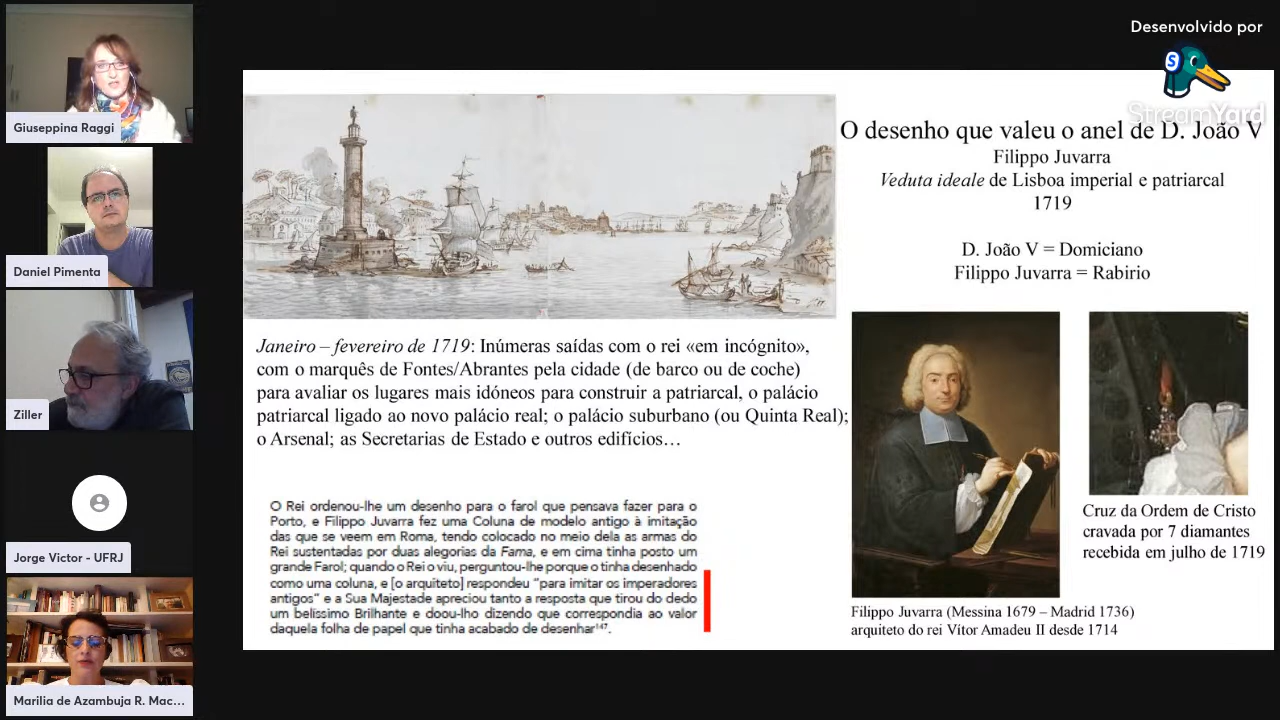 Desenvolvido por
StreamYard
Giuseppina Raggi
Daniel Pimenta
Ziller
Jorge Victor - UFRJ
Marilia de Azambuja R. Mac...
O desenho que valeu o anel de D. João V
Filippo Juvarra
Veduta ideale de Lisboa imperial e patriarcal
1719
D. João V = Domiciano
Filippo Juvarra = Rabirio
Janeiro – fevereiro de 1719: Inúmeras saídas com o rei «em incógnito»,
com o marquês de Fontes/Abrantes pela cidade (de barco ou de coche)
para avaliar os lugares mais idóneos para construir a patriarcal, o palácio
patriarcal ligado ao novo palácio real; o palácio suburbano (ou Quinta Real);
o Arsenal; as Secretarias de Estado e outros edifícios…
O Rei ordenou-lhe um desenho para o farol que pensava fazer para o
Porto, e Filippo Juvarra fez uma Coluna de modelo antigo à imitação
das que se veem em Roma, tendo colocado no meio dela as armas do
Rei sustentadas por duas alegorias da Fama, e em cima tinha posto um
grande Farol; quando o Rei o viu, perguntou-lhe porque o tinha desenhado
como uma coluna, e [o arquiteto] respondeu “para imitar os imperadores
antigos” e a Sua Majestade apreciou tanto a resposta que tirou do dedo
um belíssimo Brilhante e doou-lho dizendo que correspondia ao valor
daquela folha de papel que tinha acabado de desenhar¹⁴⁷.
Cruz da Ordem de Cristo
cravada por 7 diamantes
recebida em julho de 1719
Filippo Juvarra (Messina 1679 – Madrid 1736)
arquiteto do rei Vítor Amadeu II desde 1714